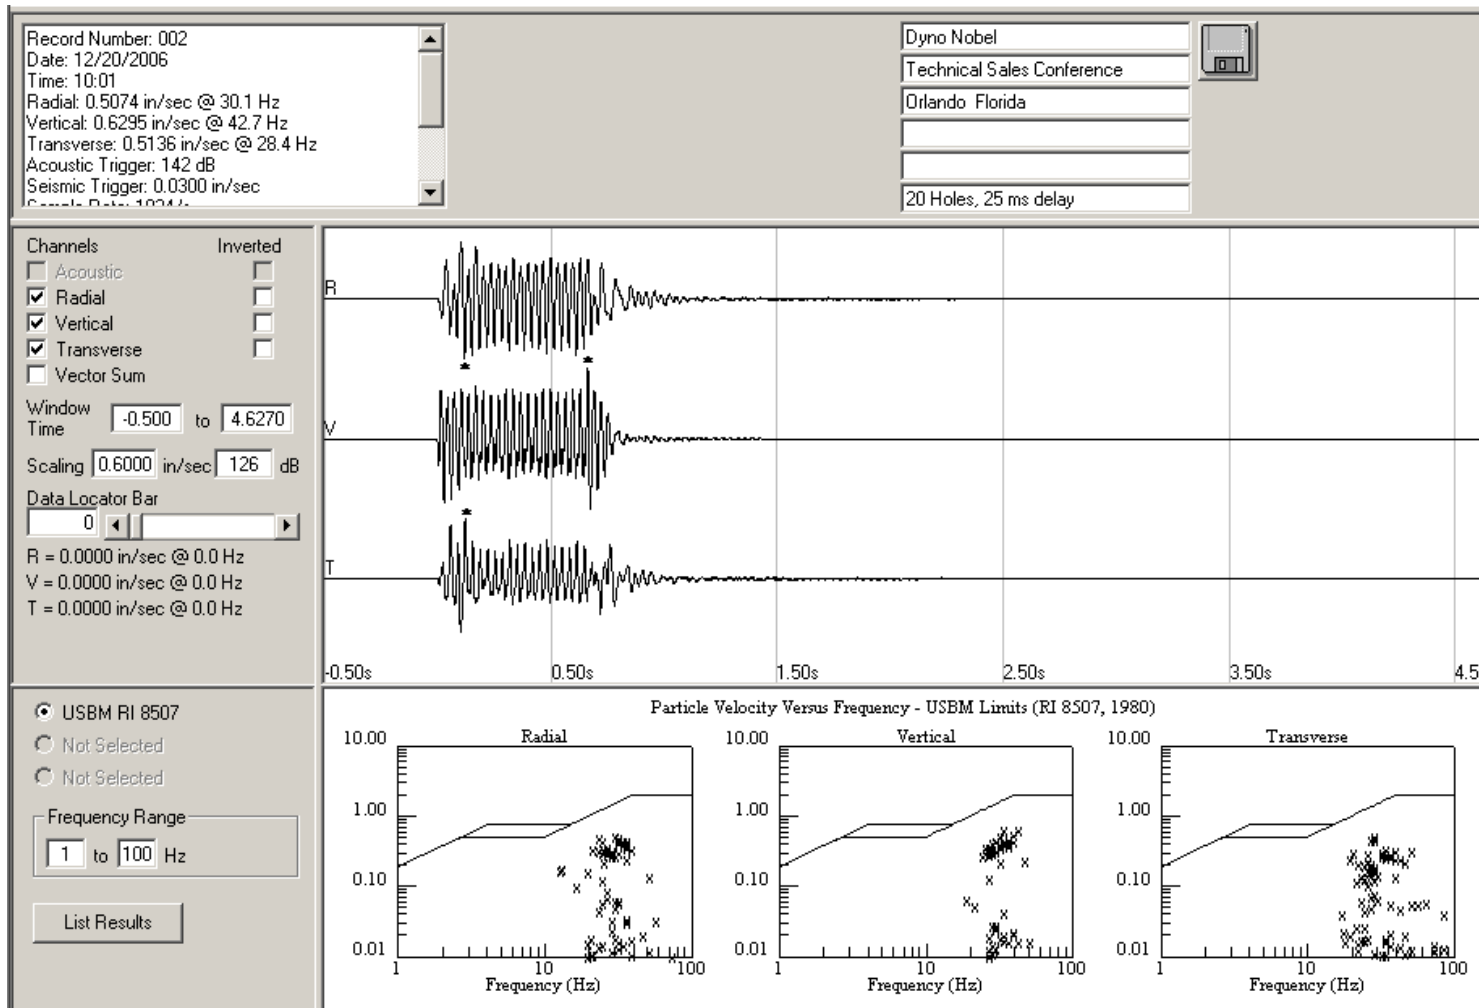 Record Number: 002
Date: 12/20/2006
Time: 10:01
Radial: 0.5074 in/sec @ 30.1 Hz
Vertical: 0.6295 in/sec @ 42.7 Hz
Transverse: 0.5136 in/sec @ 28.4 Hz
Acoustic Trigger: 142 dB
Seismic Trigger: 0.0300 in/sec
Dyno Nobel
Technical Sales Conference
Orlando Florida
20 Holes, 25 ms delay
Channels Inverted
Acoustic
Radial
Vertical
Transverse
Vector Sum
Window Time -0.500 to 4.6270
Scaling 0.6000 in/sec 126 dB
Data Locator Bar
0
R = 0.0000 in/sec @ 0.0 Hz
V = 0.0000 in/sec @ 0.0 Hz
T = 0.0000 in/sec @ 0.0 Hz
R
V
T
-0.50s 0.50s 1.50s 2.50s 3.50s 4.5
USBM RI 8507
Not Selected
Not Selected
Frequency Range
1 to 100 Hz
List Results
Particle Velocity Versus Frequency - USBM Limits (RI 8507, 1980)
Radial
10.00
1.00
0.10
0.01
1 10 100
Frequency (Hz)
Vertical
10.00
1.00
0.10
0.01
1 10 100
Frequency (Hz)
Transverse
10.00
1.00
0.10
0.01
1 10 100
Frequency (Hz)